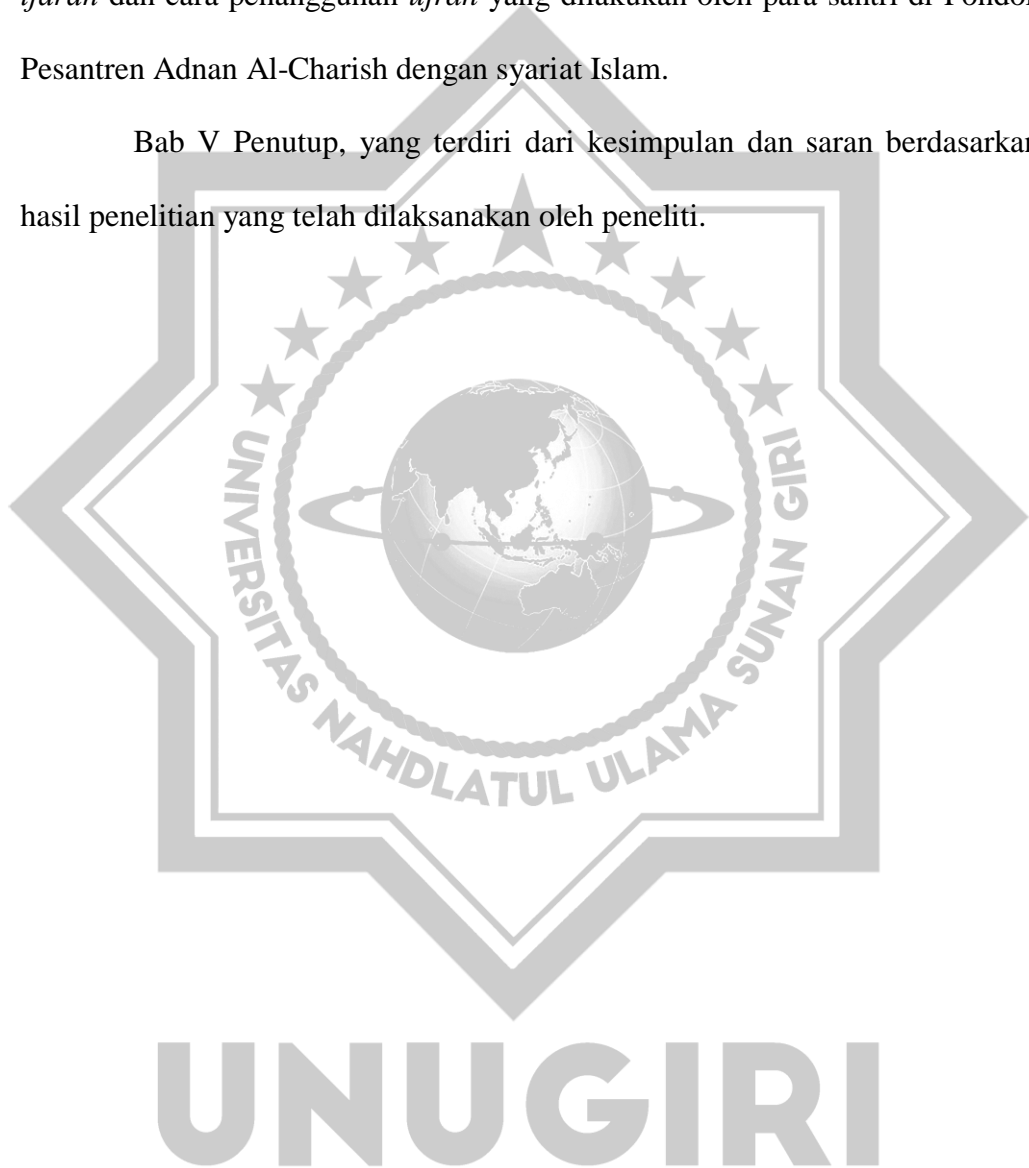 ijarah dan cara penangguhan ujrah yang dilakukan oleh para santri di Pondok
Pesantren Adnan Al-Charish dengan syariat Islam.
Bab V Penutup, yang terdiri dari kesimpulan dan saran berdasarkan
hasil penelitian yang telah dilaksanakan oleh peneliti.
UNIVERSITAS NAHDLATUL ULAMA SUNAN GIRI
UNUGIRI